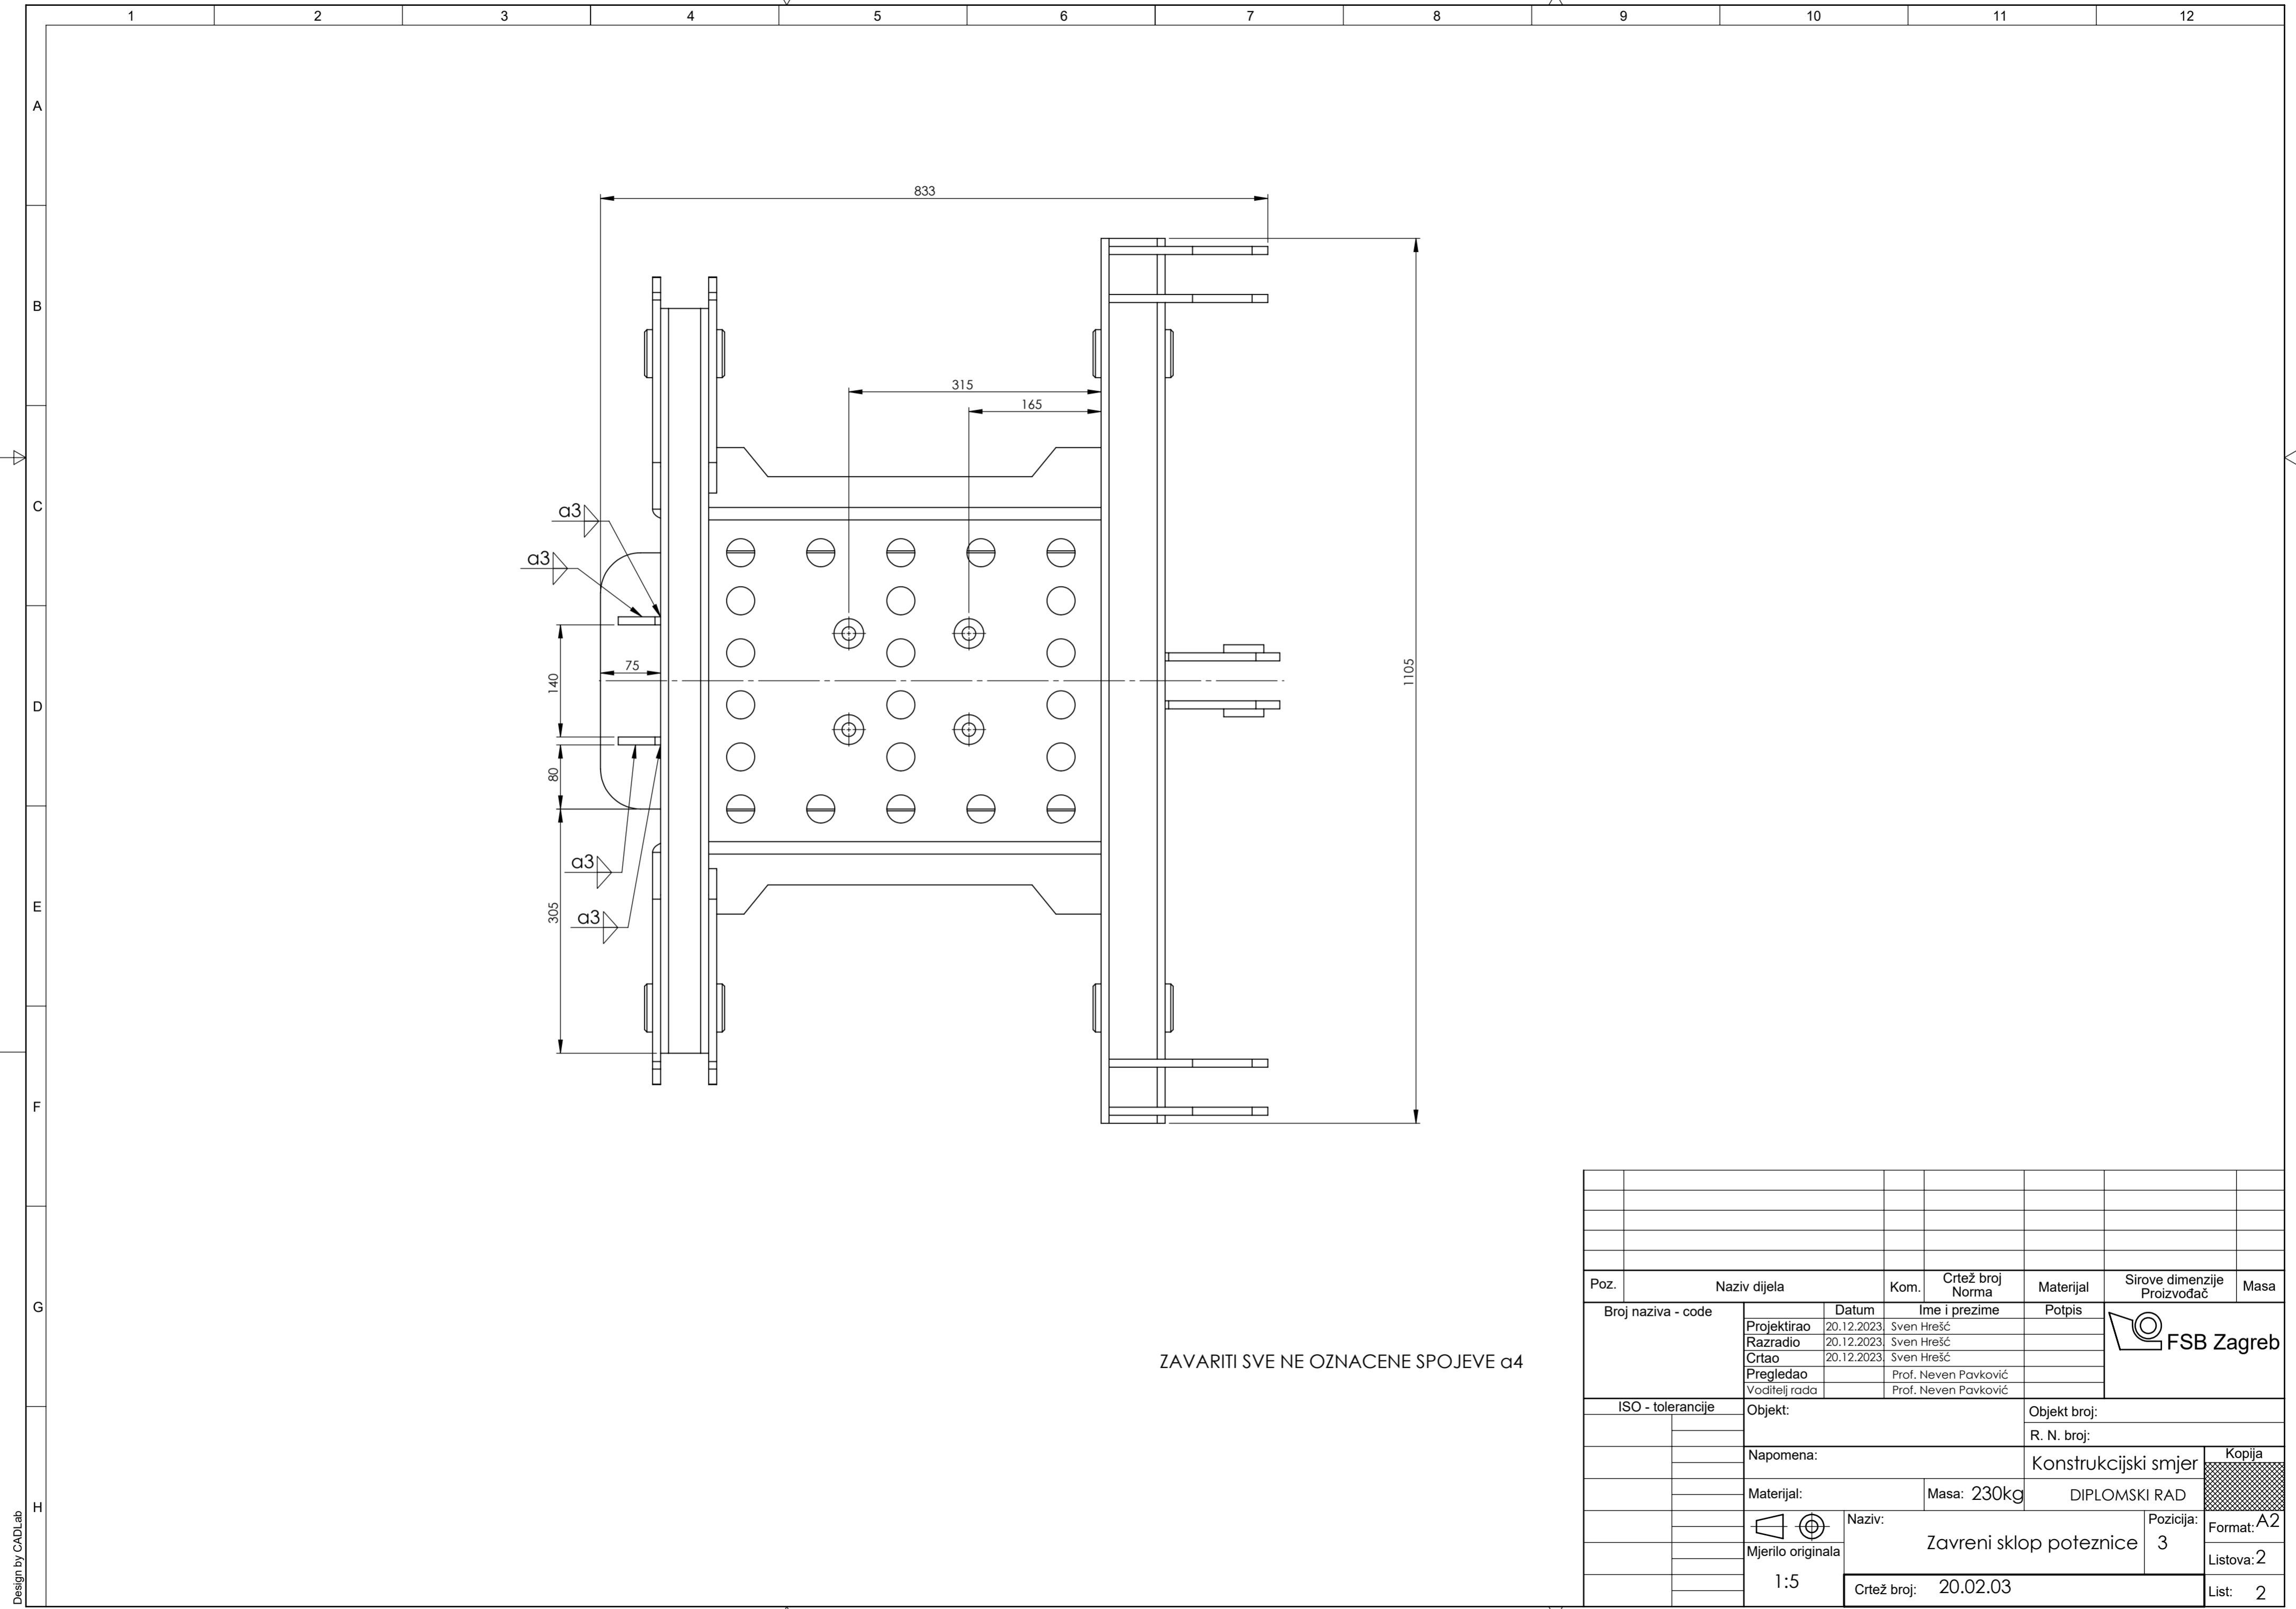 1 2 3 4 5 6 7 8 9 10 11 12
A
B
C
D
E
F
G
H
833
315
165
a3
a3
75
140
1105
80
a3
305
a3
ZAVARITI SVE NE OZNACENE SPOJEVE a4
Poz. Naziv dijela Kom. Crtež broj Norma Materijal Sirove dimenzije Proizvođač Masa
Broj naziva - code Datum Ime i prezime Potpis
Projektirao 20.12.2023. Sven Hrešć
Razradio 20.12.2023. Sven Hrešć
Crtao 20.12.2023. Sven Hrešć
Pregledao Prof. Neven Pavković
Voditelj rada Prof. Neven Pavković
FSB Zagreb
ISO - tolerancije Objekt: Objekt broj:
R. N. broj:
Napomena: Konstrukcijski smjer Kopija
Materijal: Masa: 230kg DIPLOMSKI RAD
Naziv: Zavreni sklop poteznice Pozicija: 3 Format: A2
Mjerilo originala Listova: 2
1:5 Crtež broj: 20.02.03 List: 2
Design by CADLab